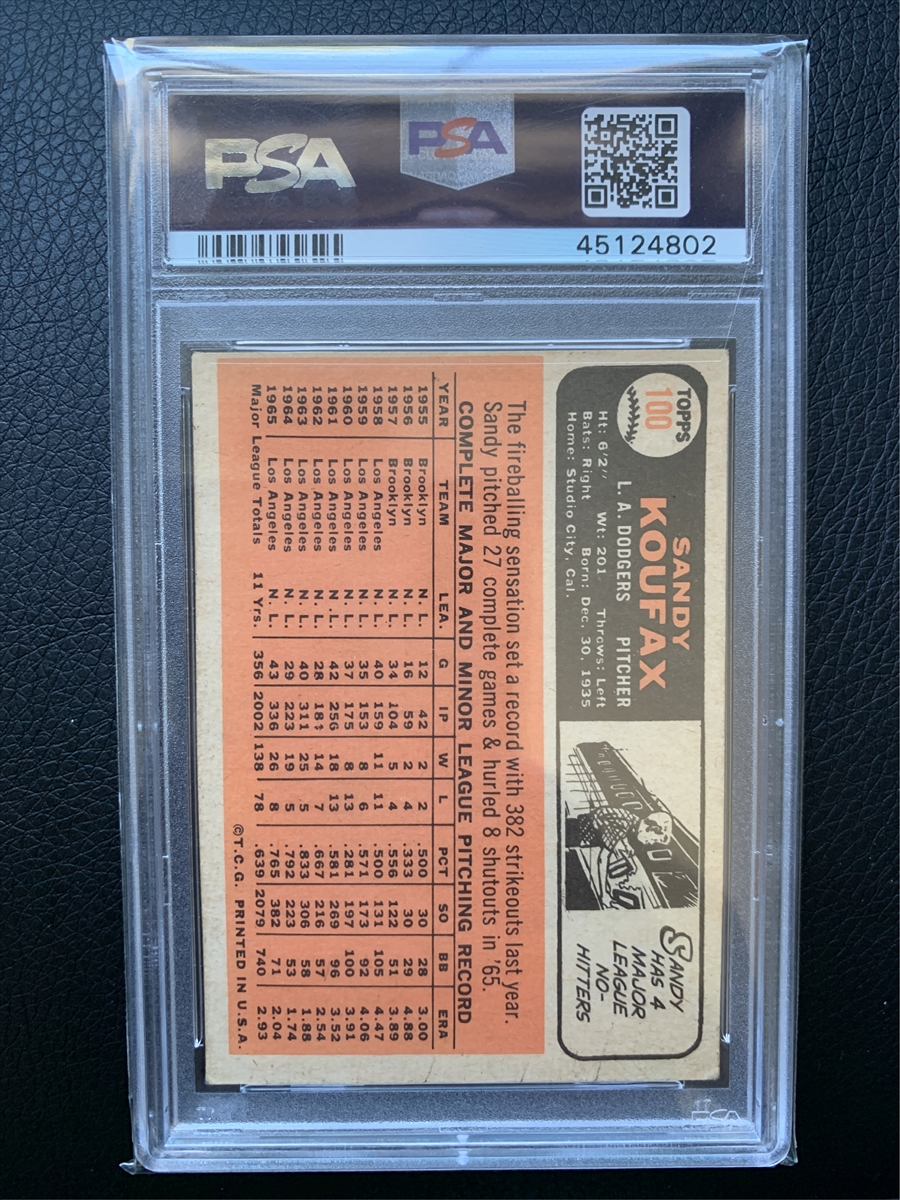 PSA
PSA
45124802
TOPPS
100
SANDY
KOUFAX
L. A. DODGERS PITCHER
Ht: 6'2" Wt: 201 Throws: Left
Bats: Right Born: Dec. 30, 1935
Home: Studio City, Cal.
SANDY
HAS 4
MAJOR
LEAGUE
NO-
HITTERS
The fireballing sensation set a record with 382 strikeouts last year.
Sandy pitched 27 complete games & hurled 8 shutouts in '65.
COMPLETE MAJOR AND MINOR LEAGUE PITCHING RECORD
YEAR TEAM LEA. G IP W L PCT SO BB ERA
1955 Brooklyn N. L. 12 42 2 2 .500 30 28 3.00
1956 Brooklyn N. L. 16 59 2 4 .333 30 29 4.88
1957 Brooklyn N. L. 34 104 5 4 .556 122 51 3.89
1958 Los Angeles N. L. 40 159 11 11 .500 131 105 4.47
1959 Los Angeles N. L. 35 153 8 6 .571 173 92 4.06
1960 Los Angeles N. L. 37 175 8 13 .281 197 100 3.91
1961 Los Angeles N. L. 42 256 18 13 .581 269 96 3.52
1962 Los Angeles N. L. 28 184 14 7 .667 216 57 2.54
1963 Los Angeles N. L. 40 311 25 5 .833 306 58 1.88
1964 Los Angeles N. L. 29 223 19 5 .792 223 53 1.74
1965 Los Angeles N. L. 43 336 26 8 .765 382 71 2.04
Major League Totals 11 Yrs. 356 2002 138 78 .639 2079 740 2.93
©T.C.G. PRINTED IN U.S.A.
PSA